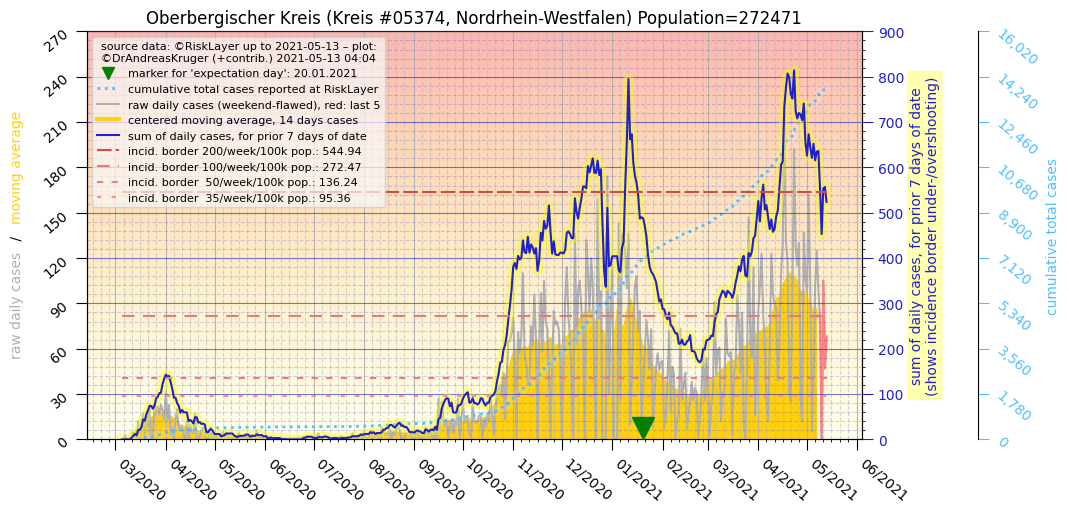 Oberbergischer Kreis (Kreis #05374, Nordrhein-Westfalen) Population=272471
source data: ©RiskLayer up to 2021-05-13 – plot:
©DrAndreasKruger (+contrib.) 2021-05-13 04:04
marker for 'expectation day': 20.01.2021
cumulative total cases reported at RiskLayer
raw daily cases (weekend-flawed), red: last 5
centered moving average, 14 days cases
sum of daily cases, for prior 7 days of date
incid. border 200/week/100k pop.: 544.94
incid. border 100/week/100k pop.: 272.47
incid. border  50/week/100k pop.: 136.24
incid. border  35/week/100k pop.: 95.36
raw daily cases / moving average
270
240
210
180
150
120
90
60
30
0
900
800
700
600
500
400
300
200
100
0
sum of daily cases, for prior 7 days of date
(shows incidence border under-/overshooting)
16,020
14,240
12,460
10,680
8,900
7,120
5,340
3,560
1,780
0
cumulative total cases
03/2020
04/2020
05/2020
06/2020
07/2020
08/2020
09/2020
10/2020
11/2020
12/2020
01/2021
02/2021
03/2021
04/2021
05/2021
06/2021